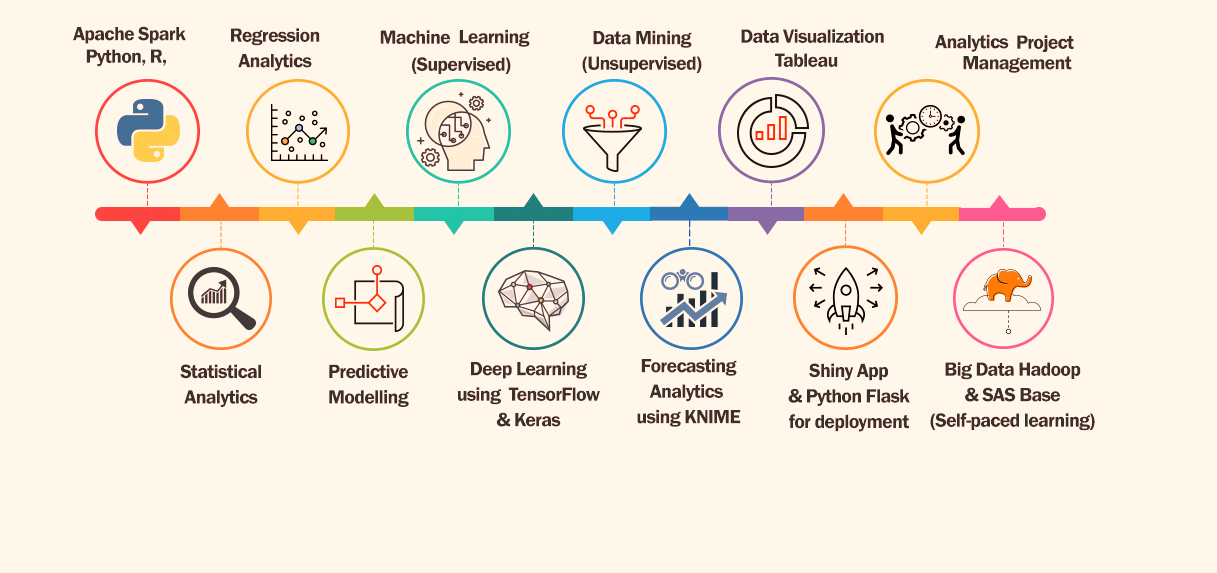 Apache Spark
Python, R,
Regression
Analytics
Machine Learning
(Supervised)
Data Mining
(Unsupervised)
Data Visualization
Tableau
Analytics Project
Management
Statistical
Analytics
Predictive
Modelling
Deep Learning
using TensorFlow
& Keras
Forecasting
Analytics
using KNIME
Shiny App
& Python Flask
for deployment
Big Data Hadoop
& SAS Base
(Self-paced learning)